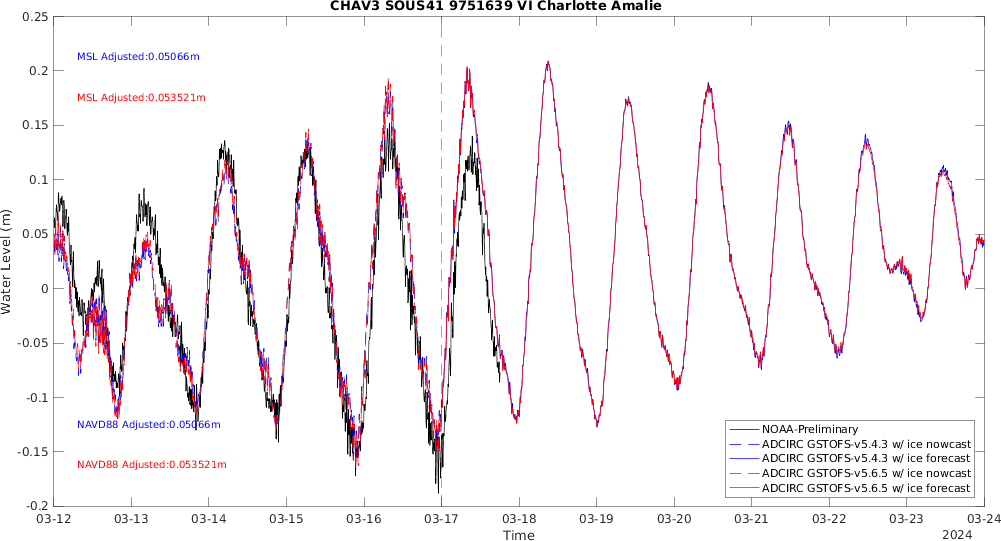 CHAV3 SOUS41 9751639 VI Charlotte Amalie
0.25
0.2
0.15
0.1
0.05
0
-0.05
-0.1
-0.15
-0.2
Water Level (m)
MSL Adjusted:0.05066m
MSL Adjusted:0.053521m
NAVD88 Adjusted:0.05066m
NAVD88 Adjusted:0.053521m
NOAA-Preliminary
ADCIRC GSTOFS-v5.4.3 w/ ice nowcast
ADCIRC GSTOFS-v5.4.3 w/ ice forecast
ADCIRC GSTOFS-v5.6.5 w/ ice nowcast
ADCIRC GSTOFS-v5.6.5 w/ ice forecast
03-12 03-13 03-14 03-15 03-16 03-17 03-18 03-19 03-20 03-21 03-22 03-23 03-24
Time
2024